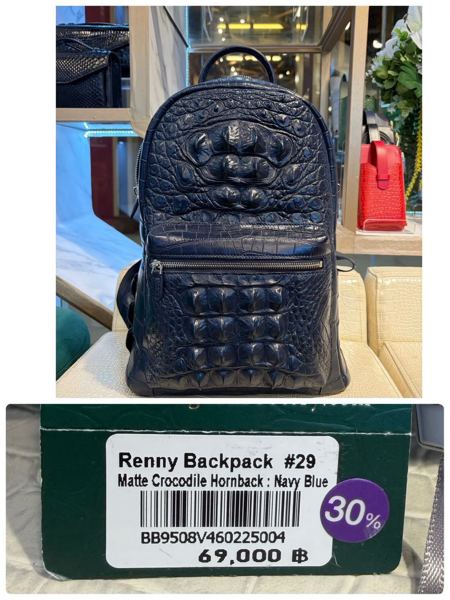 Renny Backpack #29
Matte Crocodile Hornback : Navy Blue
BB9508V460225004
69,000 ฿
30%